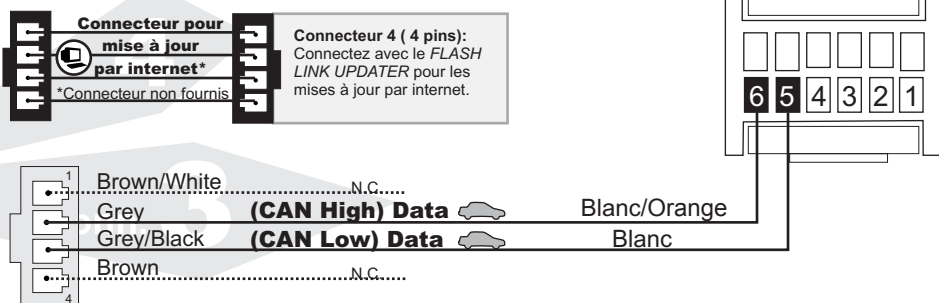 Connecteur pour
mise à jour
par internet*
*Connecteur non fournis
Connecteur 4 ( 4 pins):
Connectez avec le FLASH
LINK UPDATER pour les
mises à jour par internet.
6 5 4 3 2 1
1
Brown/White N.C.
Grey (CAN High) Data Blanc/Orange
Grey/Black (CAN Low) Data Blanc
Brown N.C.
4
3